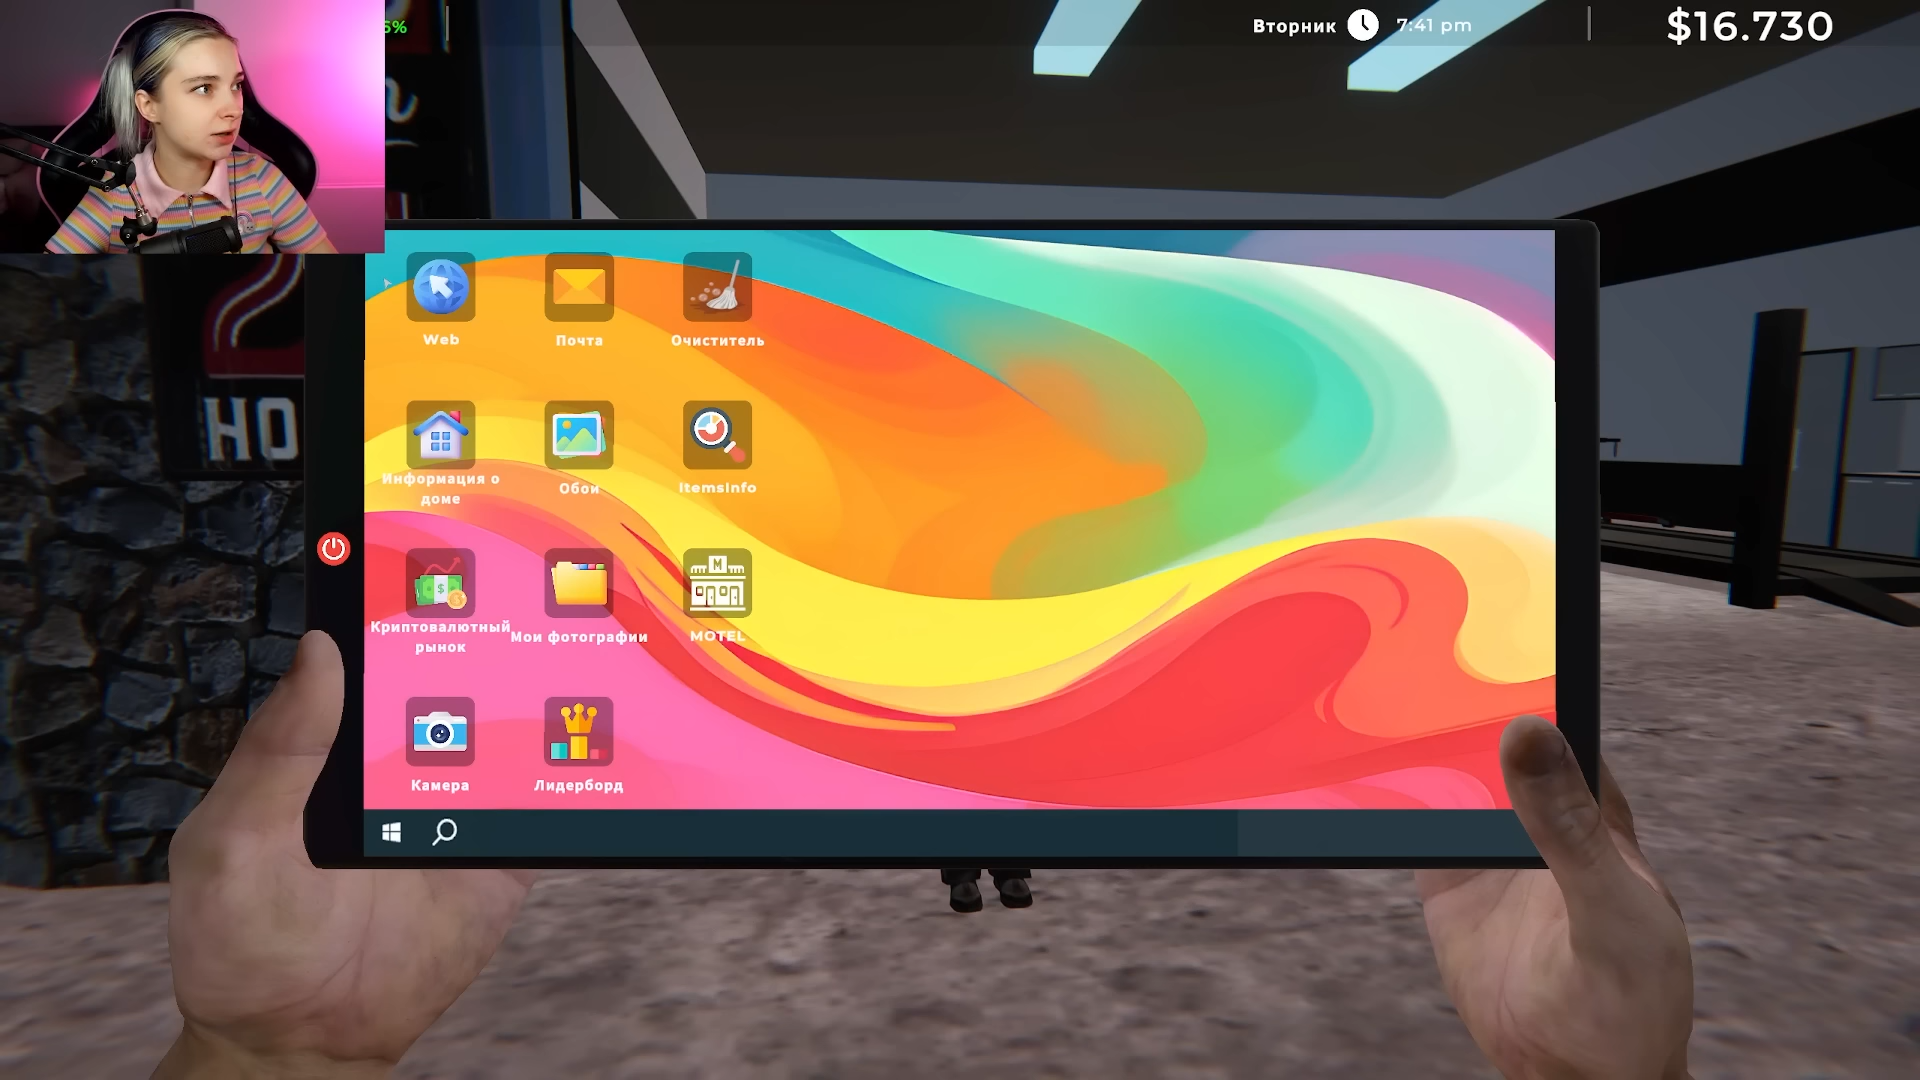 Вторник 7:41 pm
$16.730
HO
Web
Почта
Очиститель
Информация о
доме
Обои
ItemsInfo
Криптовалютный
рынок
Мои фотографии
M
MOTEL
Камера
Лидерборд